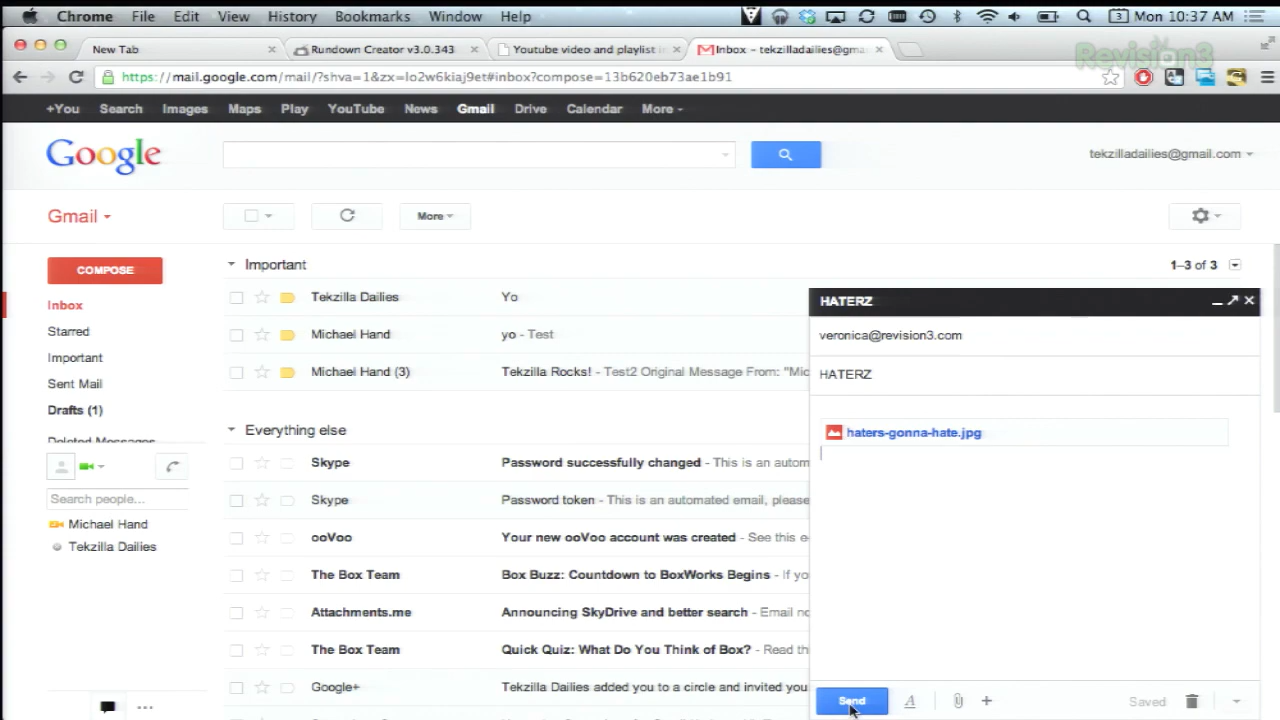 Chrome File Edit View History Bookmarks Window Help 3 Mon 10:37 AM
New Tab Rundown Creator v3.0.343 Youtube video and playlist i Inbox – tekzilladailies@gma
Revision3
https://mail.google.com/mail/?shva=1&zx=lo2w6kiaj9et#inbox?compose=13b620eb73ae1b91
+You Search Images Maps Play YouTube News Gmail Drive Calendar More
Google
tekzilladailies@gmail.com
Gmail
More
COMPOSE
Inbox
Starred
Important
Sent Mail
Drafts (1)
Deleted Messages
Search people...
Michael Hand
Tekzilla Dailies
Important 1–3 of 3
Tekzilla Dailies Yo
Michael Hand yo - Test
Michael Hand (3) Tekzilla Rocks! - Test2 Original Message From: "Mic
Everything else
Skype Password successfully changed - This is an autom
Skype Password token - This is an automated email, please
ooVoo Your new ooVoo account was created - See this e
The Box Team Box Buzz: Countdown to BoxWorks Begins - If yo
Attachments.me Announcing SkyDrive and better search - Email no
The Box Team Quick Quiz: What Do You Think of Box? - Read th
Google+ Tekzilla Dailies added you to a circle and invited you
HATERZ
veronica@revision3.com
HATERZ
haters-gonna-hate.jpg
Send A Saved